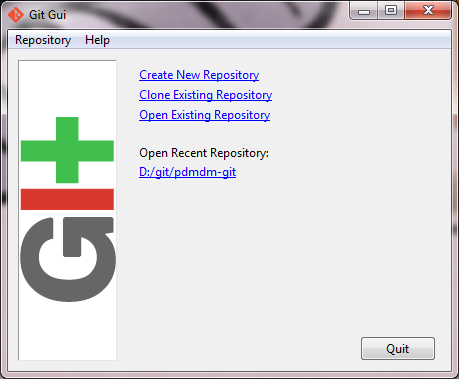 Git Gui
Repository Help
Create New Repository
Clone Existing Repository
Open Existing Repository
Open Recent Repository:
D:/git/pdmdm-git
GIt
Quit